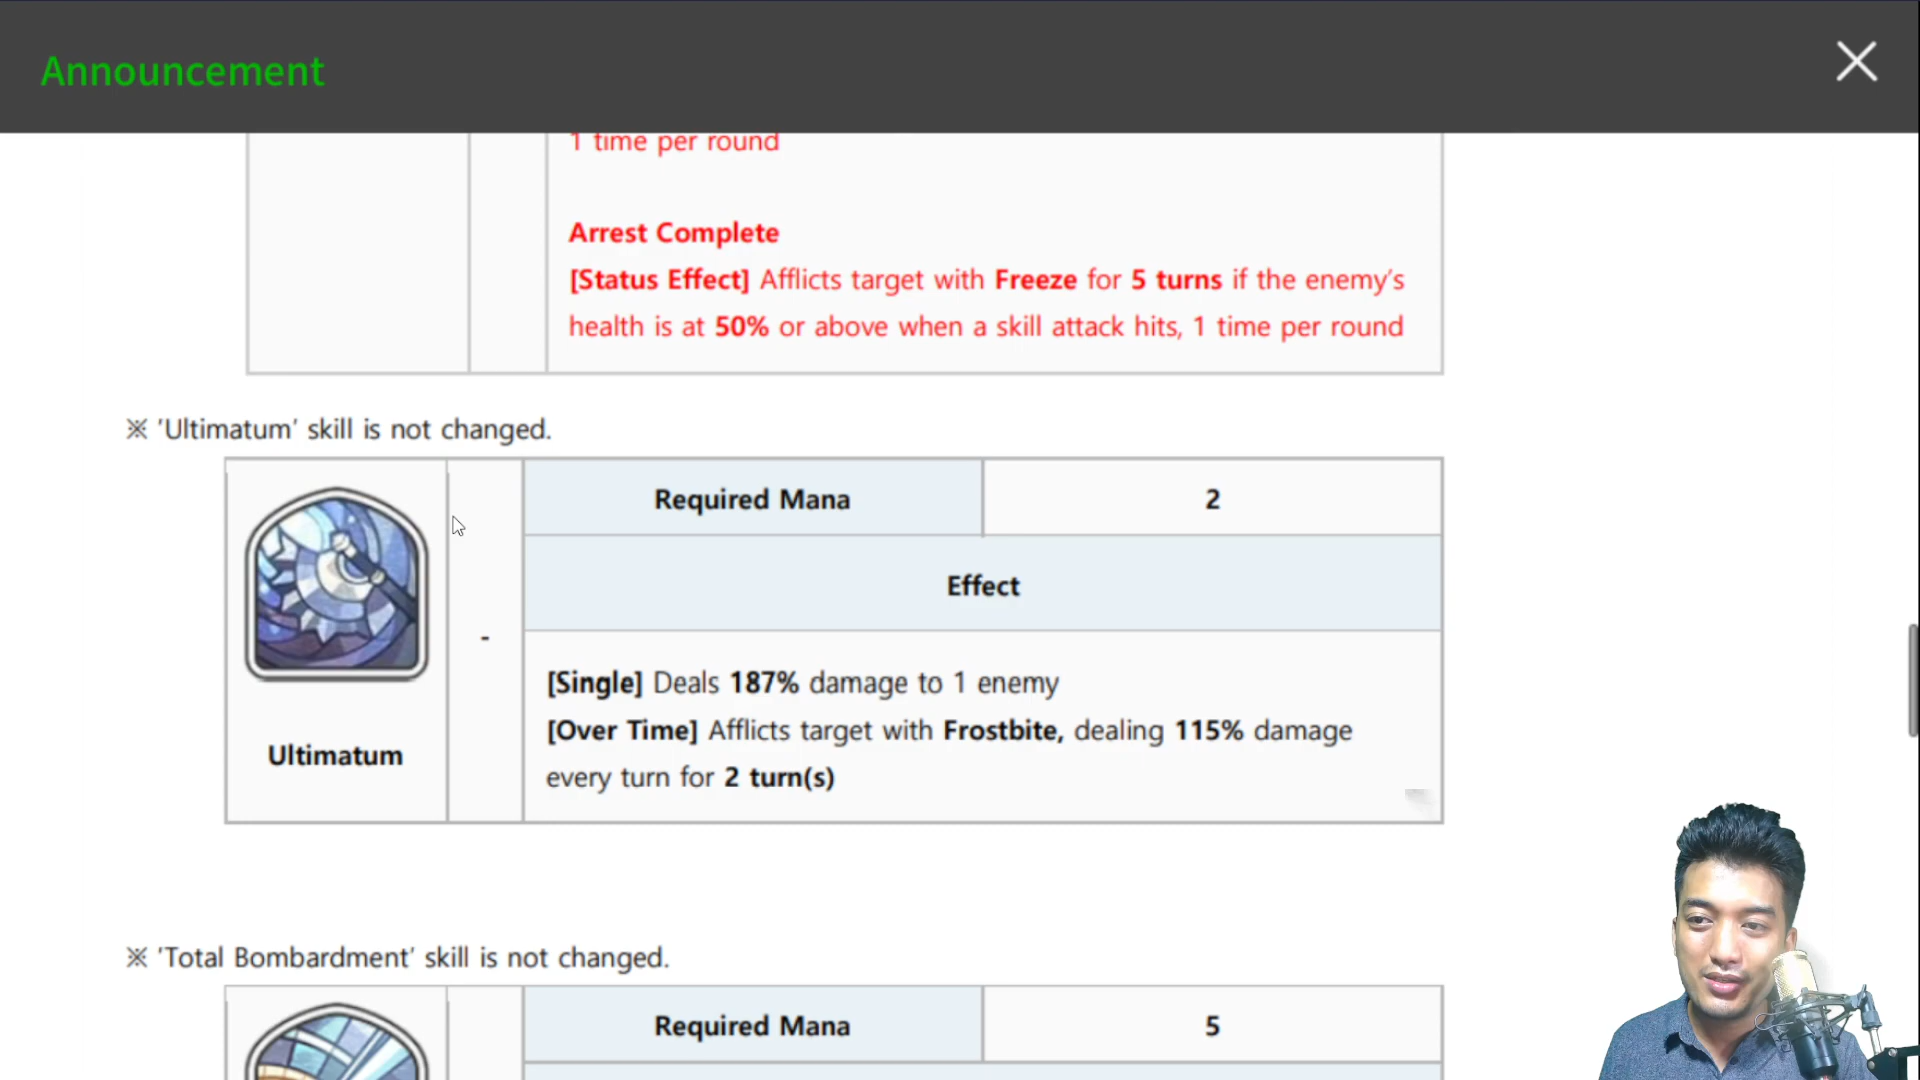 Announcement
1 time per round
Arrest Complete
[Status Effect] Afflicts target with Freeze for 5 turns if the enemy's
health is at 50% or above when a skill attack hits, 1 time per round
※ 'Ultimatum' skill is not changed.
Required Mana 2
Effect
-
[Single] Deals 187% damage to 1 enemy
[Over Time] Afflicts target with Frostbite, dealing 115% damage
every turn for 2 turn(s)
Ultimatum
※ 'Total Bombardment' skill is not changed.
Required Mana 5